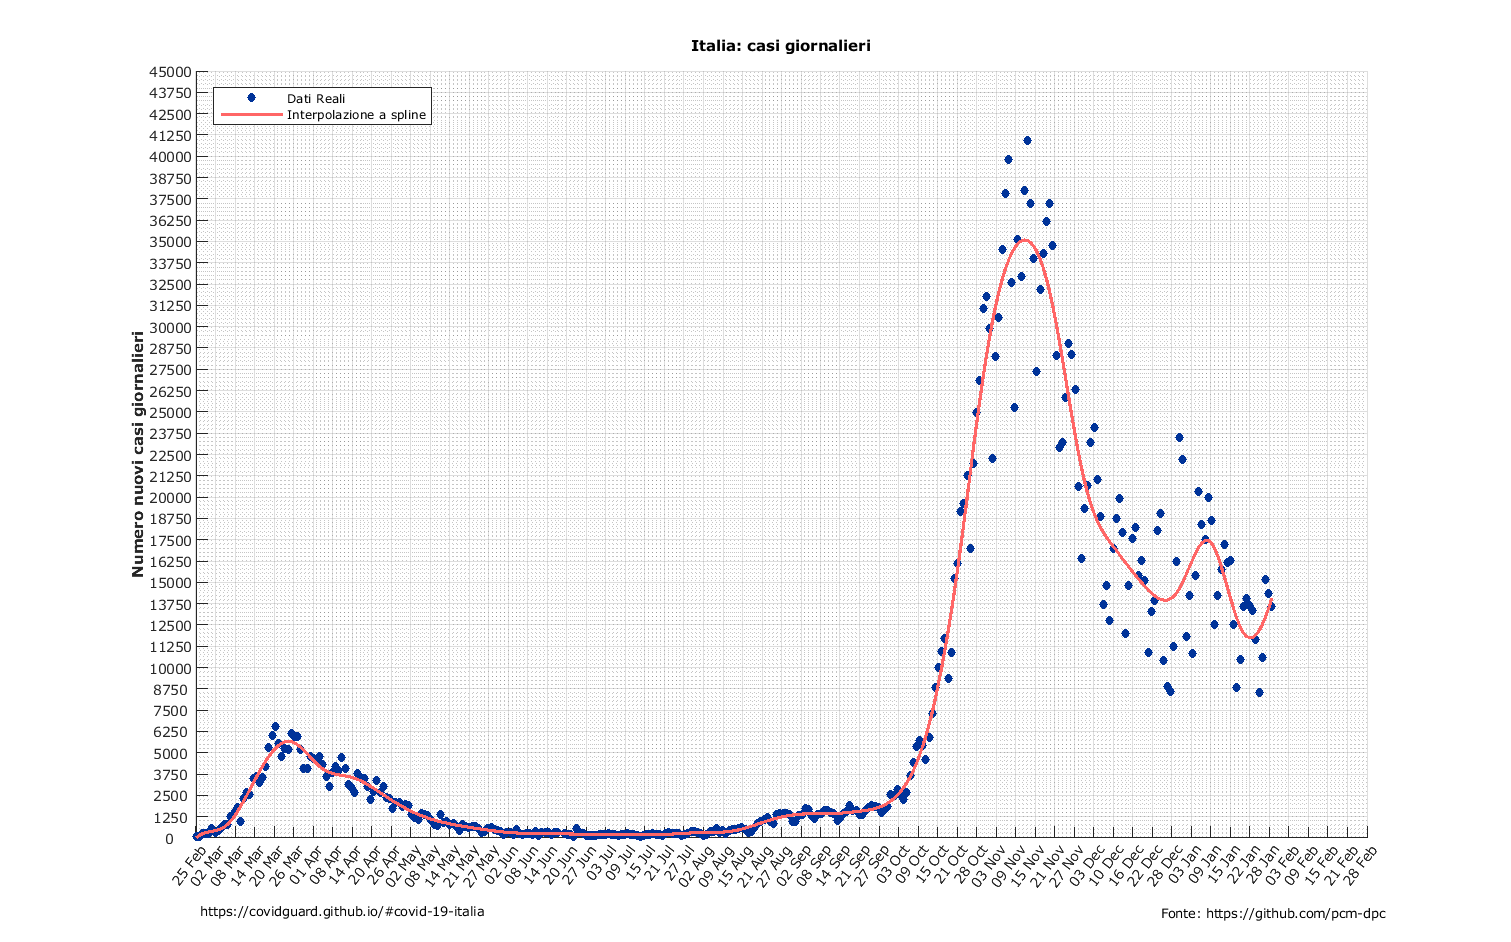 Italia: casi giornalieri
Dati Reali
Interpolazione a spline
Numero nuovi casi giornalieri
45000
43750
42500
41250
40000
38750
37500
36250
35000
33750
32500
31250
30000
28750
27500
26250
25000
23750
22500
21250
20000
18750
17500
16250
15000
13750
12500
11250
10000
8750
7500
6250
5000
3750
2500
1250
0
25 Feb
02 Mar
08 Mar
14 Mar
20 Mar
26 Mar
01 Apr
08 Apr
14 Apr
20 Apr
26 Apr
02 May
08 May
14 May
21 May
27 May
02 Jun
08 Jun
14 Jun
20 Jun
27 Jun
03 Jul
09 Jul
15 Jul
21 Jul
27 Jul
02 Aug
09 Aug
15 Aug
21 Aug
27 Aug
02 Sep
08 Sep
14 Sep
21 Sep
27 Sep
03 Oct
09 Oct
15 Oct
21 Oct
28 Oct
03 Nov
09 Nov
15 Nov
21 Nov
27 Nov
03 Dec
10 Dec
16 Dec
22 Dec
28 Dec
03 Jan
09 Jan
15 Jan
22 Jan
28 Jan
03 Feb
09 Feb
15 Feb
21 Feb
28 Feb
https://covidguard.github.io/#covid-19-italia
Fonte: https://github.com/pcm-dpc